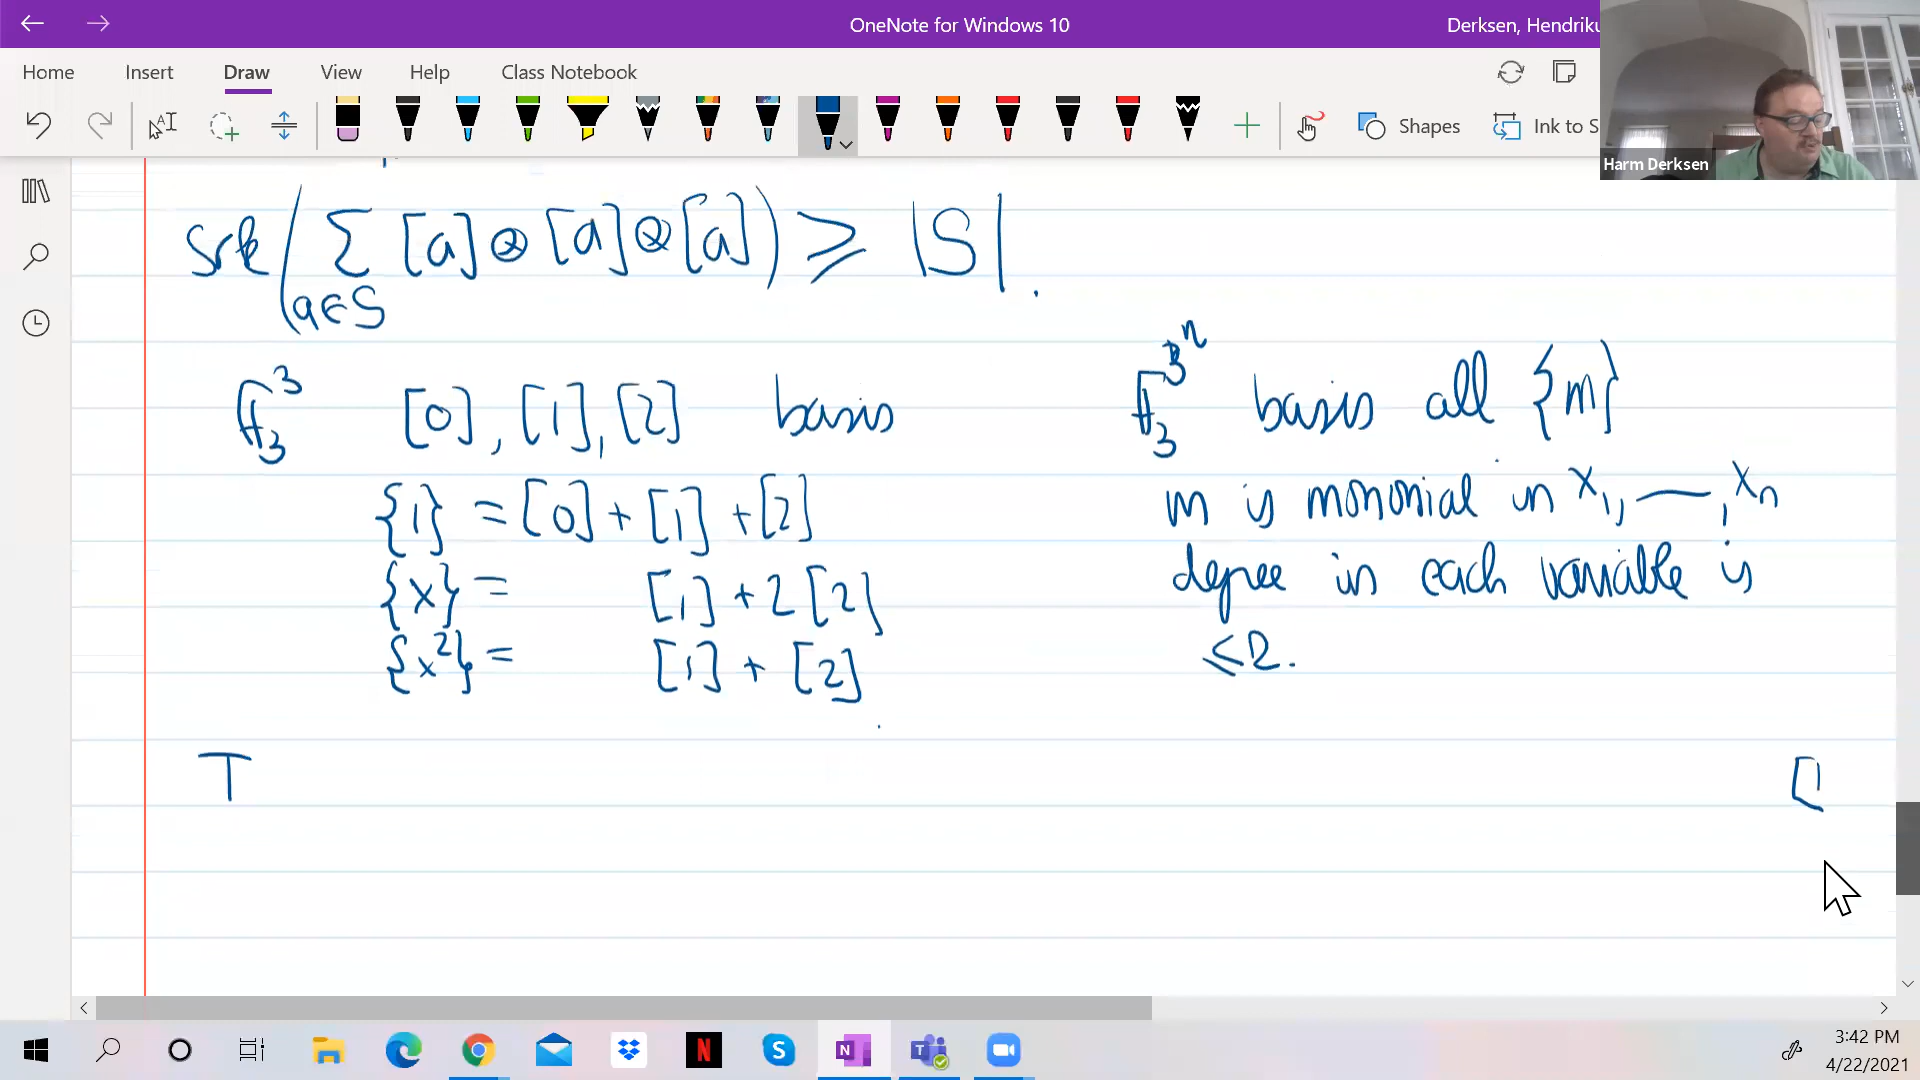 OneNote for Windows 10
Derksen, Hendriku
Home Insert Draw View Help Class Notebook
Shapes Ink to S
Harm Derksen
srk( Σ_{a∈S} [a]⊗[a]⊗[a] ) ⩾ |S|.
𝔽₃³ [0], [1], [2] basis
{1} = [0] + [1] + [2]
{x} = [1] + 2[2]
{x²} = [1] + [2]
𝔽₃^{3^n} basis all {m}
m is monomial in x₁, — , xₙ
degree in each variable is
≤2.
T
3:42 PM
4/22/2021